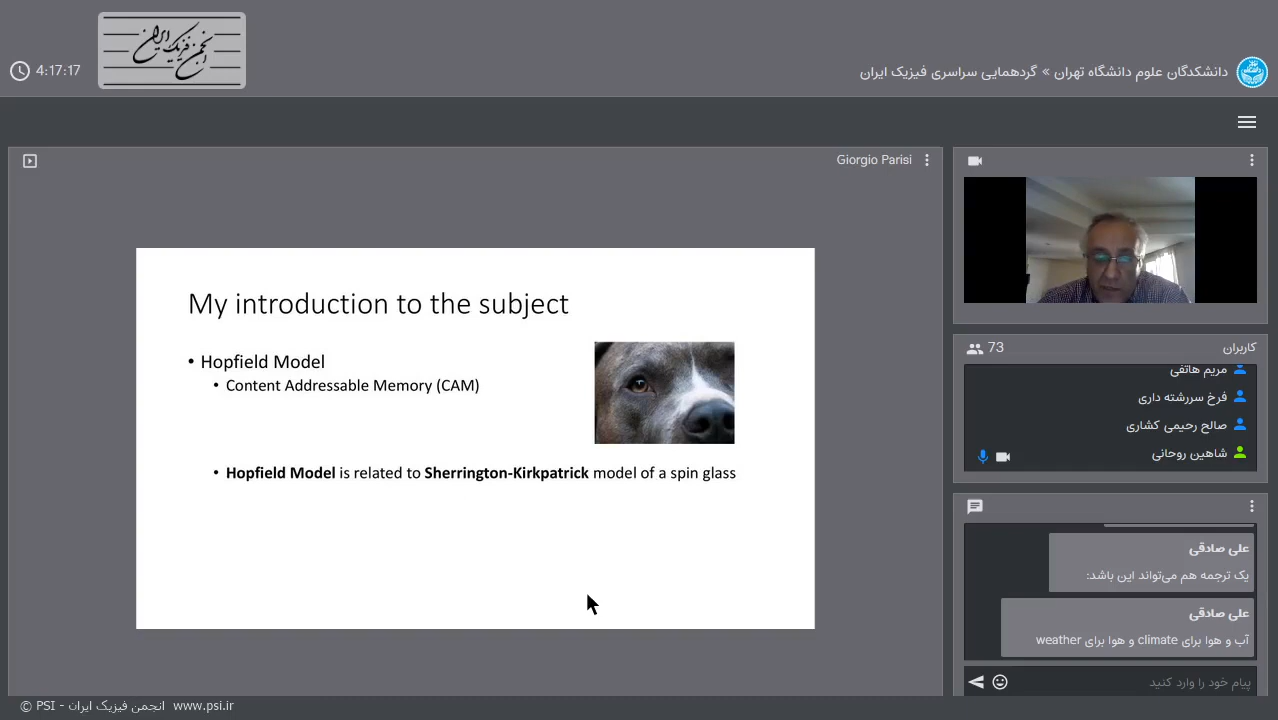 4:17:17
انجمن فیزیک ایران
دانشکدگان علوم دانشگاه تهران » گردهمایی سراسری فیزیک ایران
Giorgio Parisi
My introduction to the subject
• Hopfield Model
• Content Addressable Memory (CAM)
• Hopfield Model is related to Sherrington-Kirkpatrick model of a spin glass
73
کاربران
مریم هاتفی
فرخ سررشته داری
صالح رحیمی کشاری
شاهین روحانی
علی صادقی
یک ترجمه هم می‌تواند این باشد:
علی صادقی
آب و هوا برای climate و هوا برای weather
پیام خود را وارد کنید
© PSI - انجمن فیزیک ایران www.psi.ir